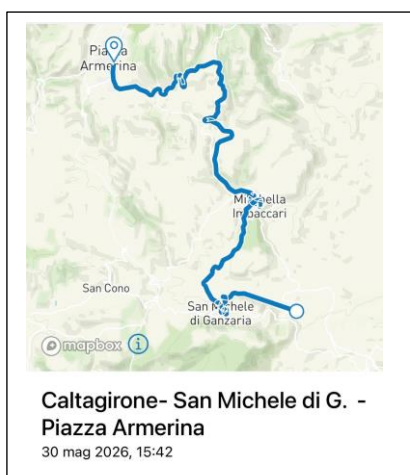 Piazza
Armerina
Mirabella
Imbaccari
San Cono
San Michele
di Ganzaria
mapbox
Caltagirone- San Michele di G. -
Piazza Armerina
30 mag 2026, 15:42